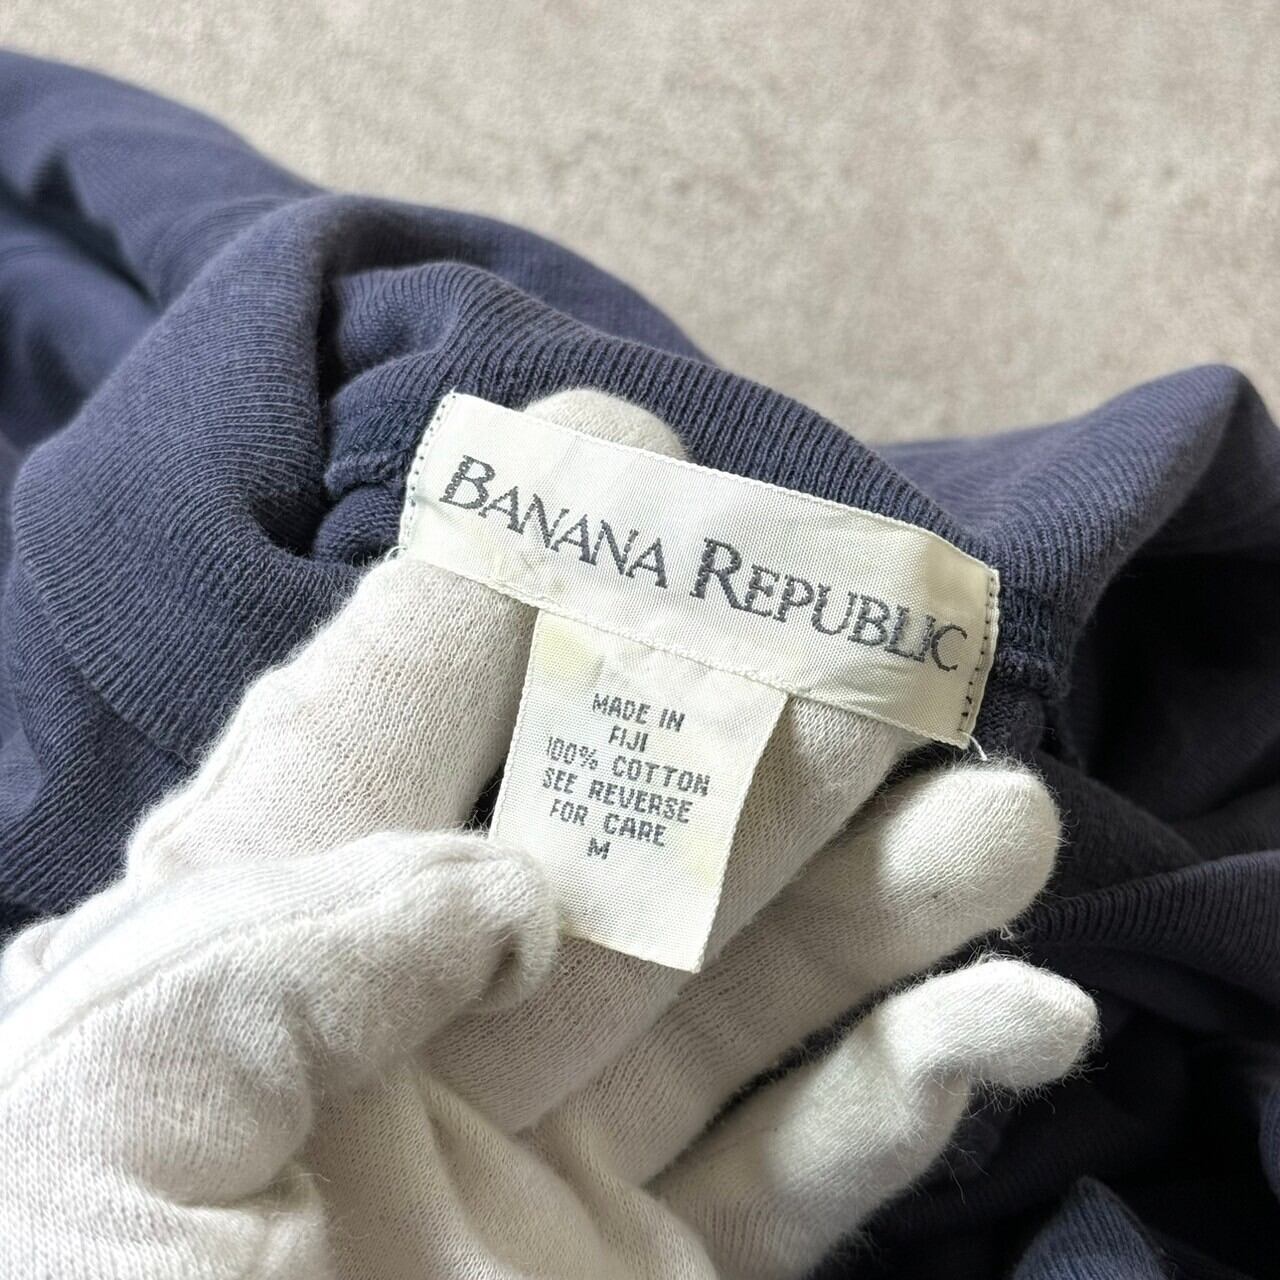 BANANA REPUBLIC
MADE IN
FIJI
100% COTTON
SEE REVERSE
FOR CARE
M